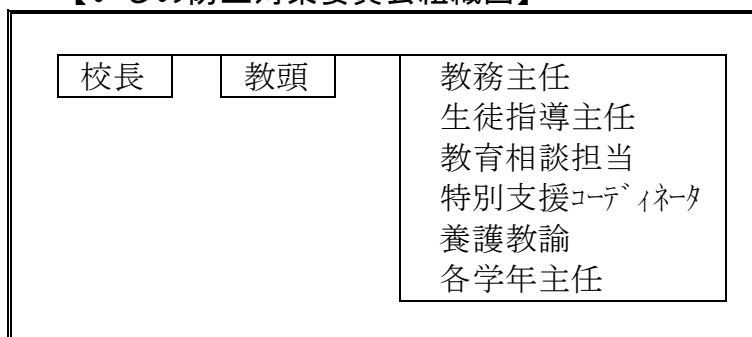 校長 教頭 教務主任
生徒指導主任
教育相談担当
特別支援ｺｰﾃﾞｨﾈｰﾀ
養護教諭
各学年主任